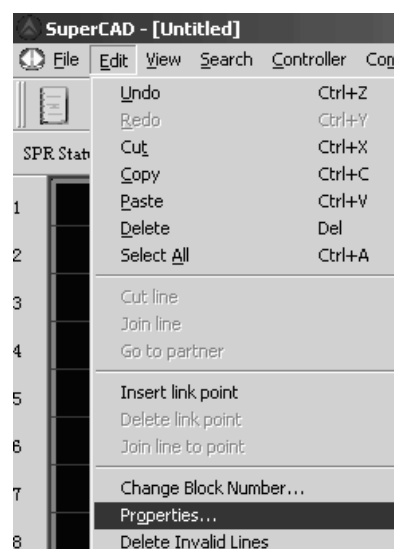 SuperCAD - [Untitled]
File Edit View Search Controller
Undo Ctrl+Z
Redo Ctrl+Y
SPR Stat
Cut Ctrl+X
Copy Ctrl+C
1
Paste Ctrl+V
Delete Del
2
Select All Ctrl+A
3
Cut line
Join line
4
Go to partner
5
Insert link point
Delete link point
6
Join line to point
7
Change Block Number...
Properties...
8
Delete Invalid Lines